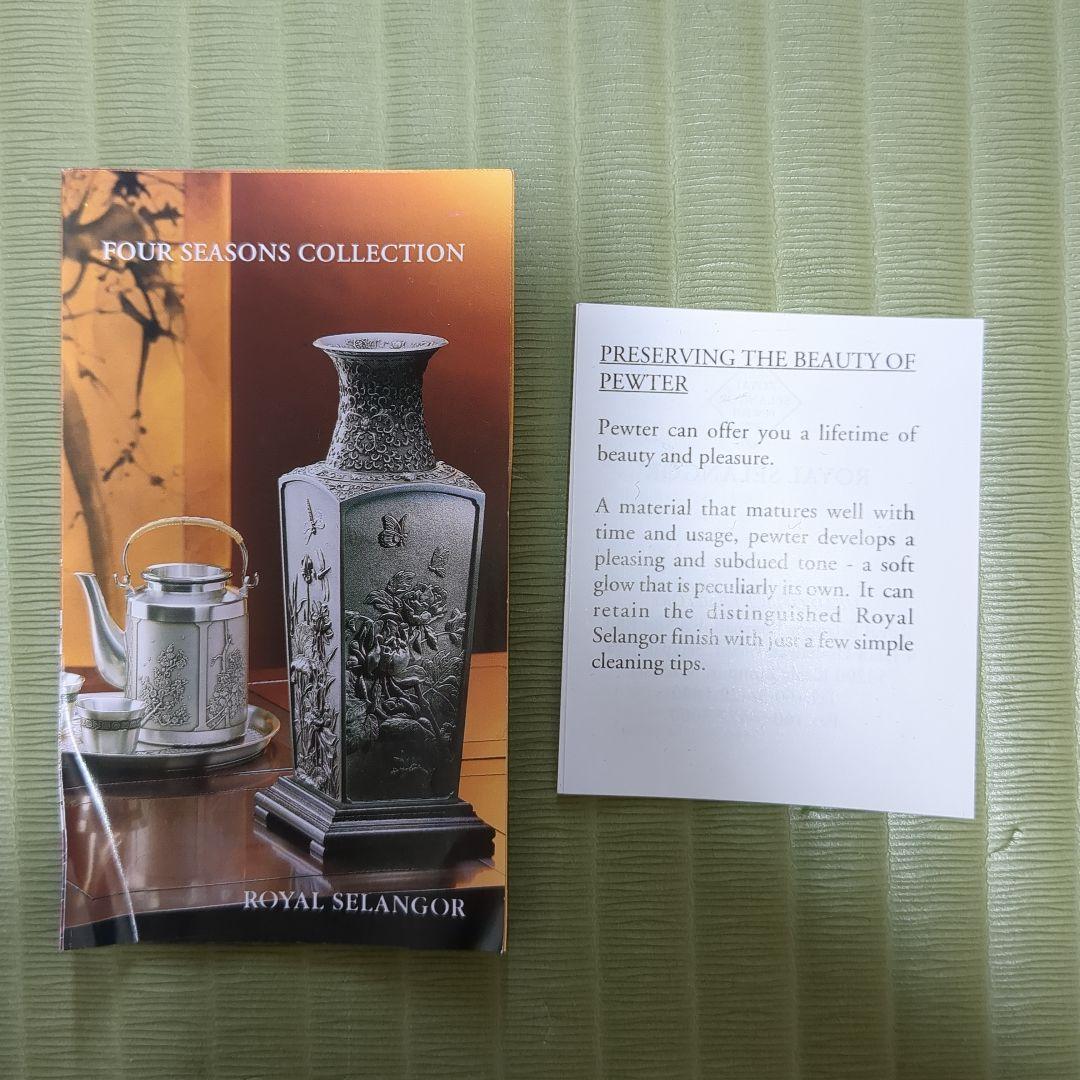 FOUR SEASONS COLLECTION
ROYAL SELANGOR
PRESERVING THE BEAUTY OF
PEWTER
Pewter can offer you a lifetime of
beauty and pleasure.
A material that matures well with
time and usage, pewter develops a
pleasing and subdued tone - a soft
glow that is peculiarly its own. It can
retain the distinguished Royal
Selangor finish with just a few simple
cleaning tips.